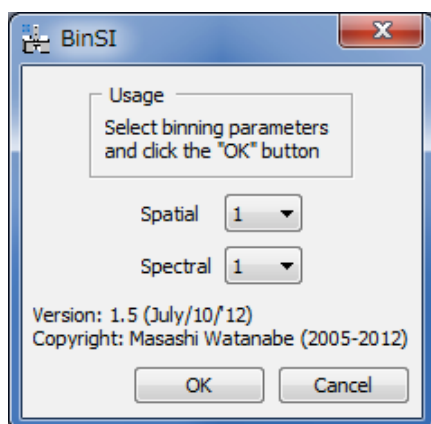 BinSI
Usage
Select binning parameters
and click the "OK" button
Spatial 1
Spectral 1
Version: 1.5 (July/10/'12)
Copyright: Masashi Watanabe (2005-2012)
OK Cancel